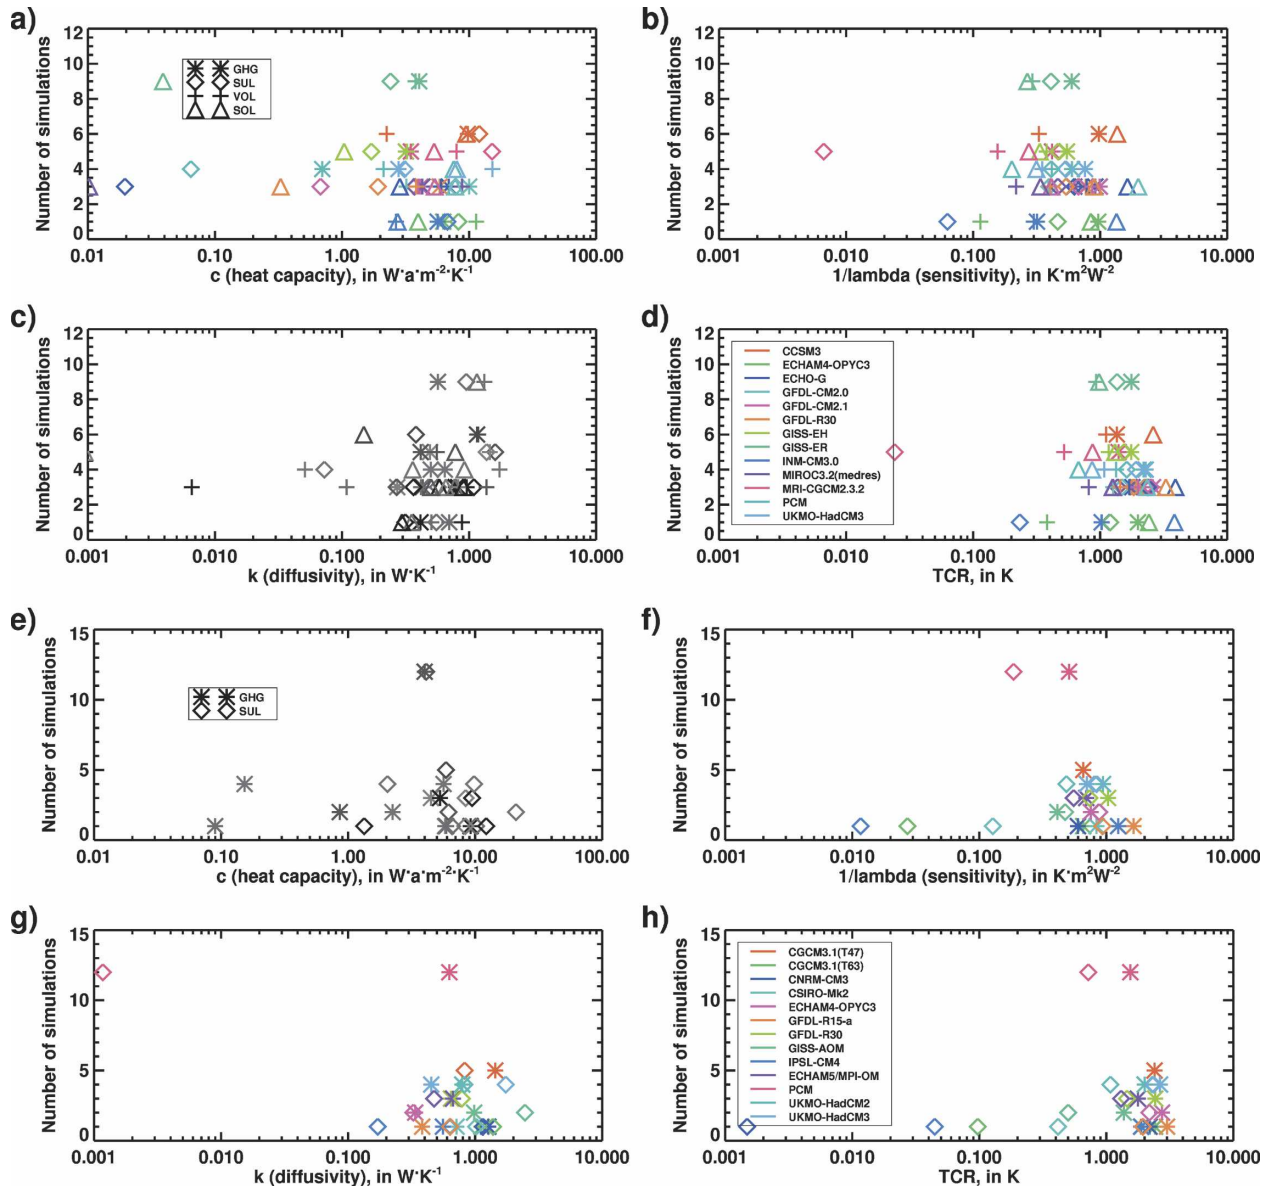 a)
Number of simulations
12
10
8
6
4
2
0
GHG
SUL
VOL
SOL
0.01 0.10 1.00 10.00 100.00
c (heat capacity), in W·a·m⁻²·K⁻¹
b)
Number of simulations
12
10
8
6
4
2
0
0.001 0.010 0.100 1.000 10.000
1/lambda (sensitivity), in K·m²W⁻²
c)
Number of simulations
12
10
8
6
4
2
0
0.001 0.010 0.100 1.000 10.000
k (diffusivity), in W·K⁻¹
d)
Number of simulations
12
10
8
6
4
2
0
CCSM3
ECHAM4-OPYC3
ECHO-G
GFDL-CM2.0
GFDL-CM2.1
GFDL-R30
GISS-EH
GISS-ER
INM-CM3.0
MIROC3.2(medres)
MRI-CGCM2.3.2
PCM
UKMO-HadCM3
0.001 0.010 0.100 1.000 10.000
TCR, in K
e)
Number of simulations
15
10
5
0
GHG
SUL
0.01 0.10 1.00 10.00 100.00
c (heat capacity), in W·a·m⁻²·K⁻¹
f)
Number of simulations
15
10
5
0
0.001 0.010 0.100 1.000 10.000
1/lambda (sensitivity), in K·m²W⁻²
g)
Number of simulations
15
10
5
0
0.001 0.010 0.100 1.000 10.000
k (diffusivity), in W·K⁻¹
h)
Number of simulations
15
10
5
0
CGCM3.1(T47)
CGCM3.1(T63)
CNRM-CM3
CSIRO-Mk2
ECHAM4-OPYC3
GFDL-R15-a
GFDL-R30
GISS-AOM
IPSL-CM4
ECHAM5/MPI-OM
PCM
UKMO-HadCM2
UKMO-HadCM3
0.001 0.010 0.100 1.000 10.000
TCR, in K